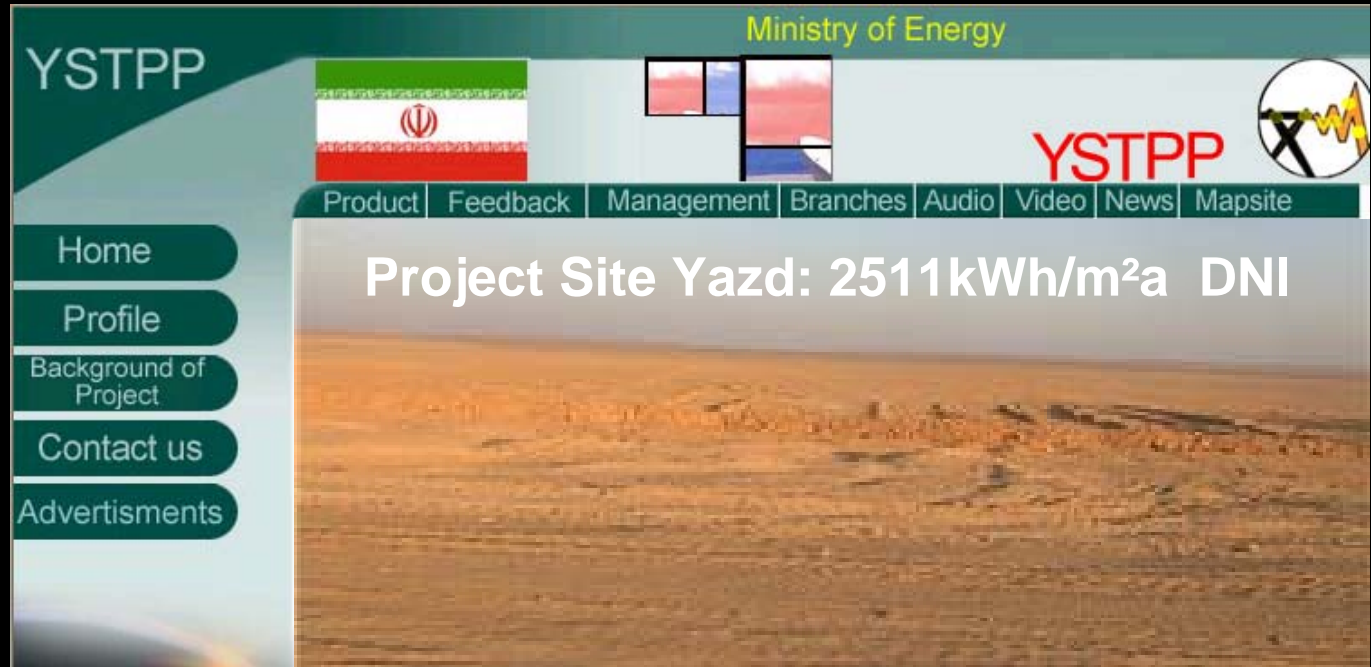 Ministry of Energy
YSTPP
YSTPP
Product Feedback Management Branches Audio Video News Mapsite
Home
Profile
Background of
Project
Contact us
Advertisments
Project Site Yazd: 2511kWh/m²a DNI